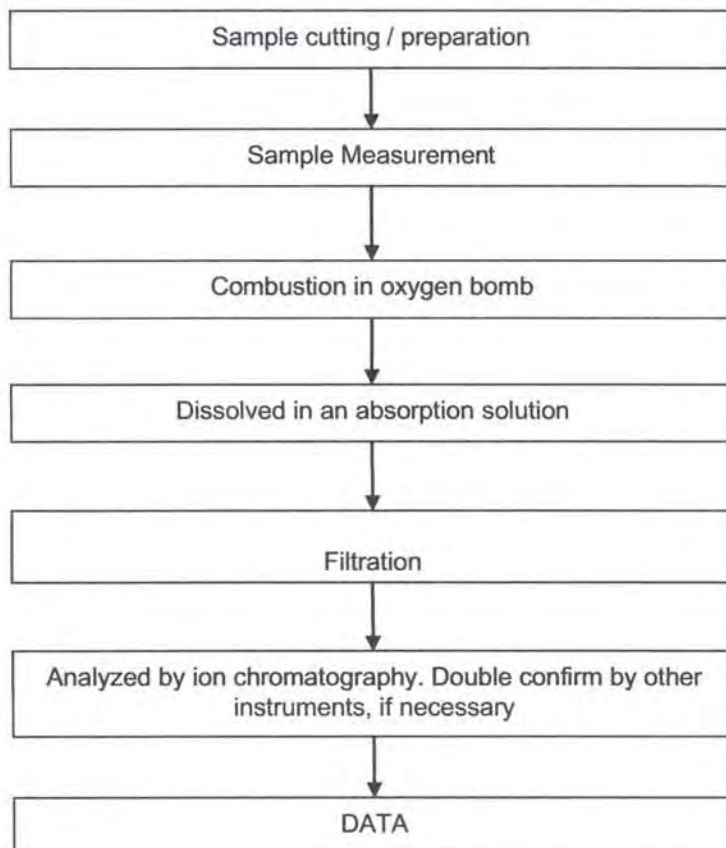 Sample cutting / preparation
Sample Measurement
Combustion in oxygen bomb
Dissolved in an absorption solution
Filtration
Analyzed by ion chromatography. Double confirm by other
instruments, if necessary
DATA